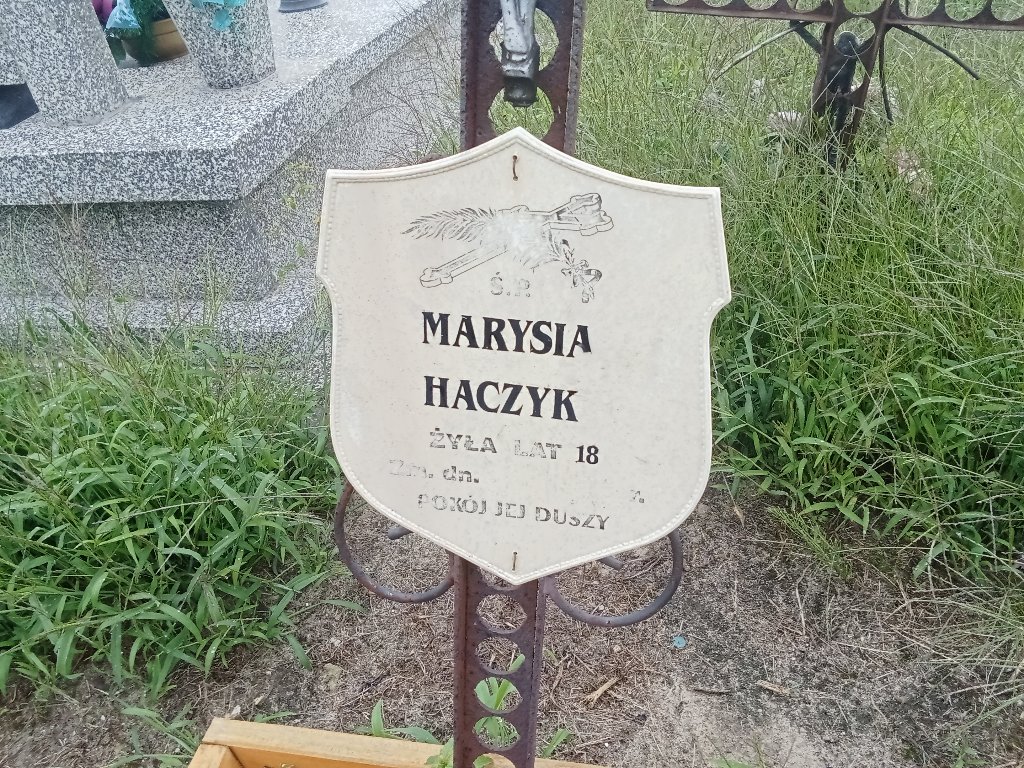 Ś.P.
MARYSIA
HACZYK
ŻYŁA LAT 18
Zm. dn. r.
POKÓJ JEJ DUSZY